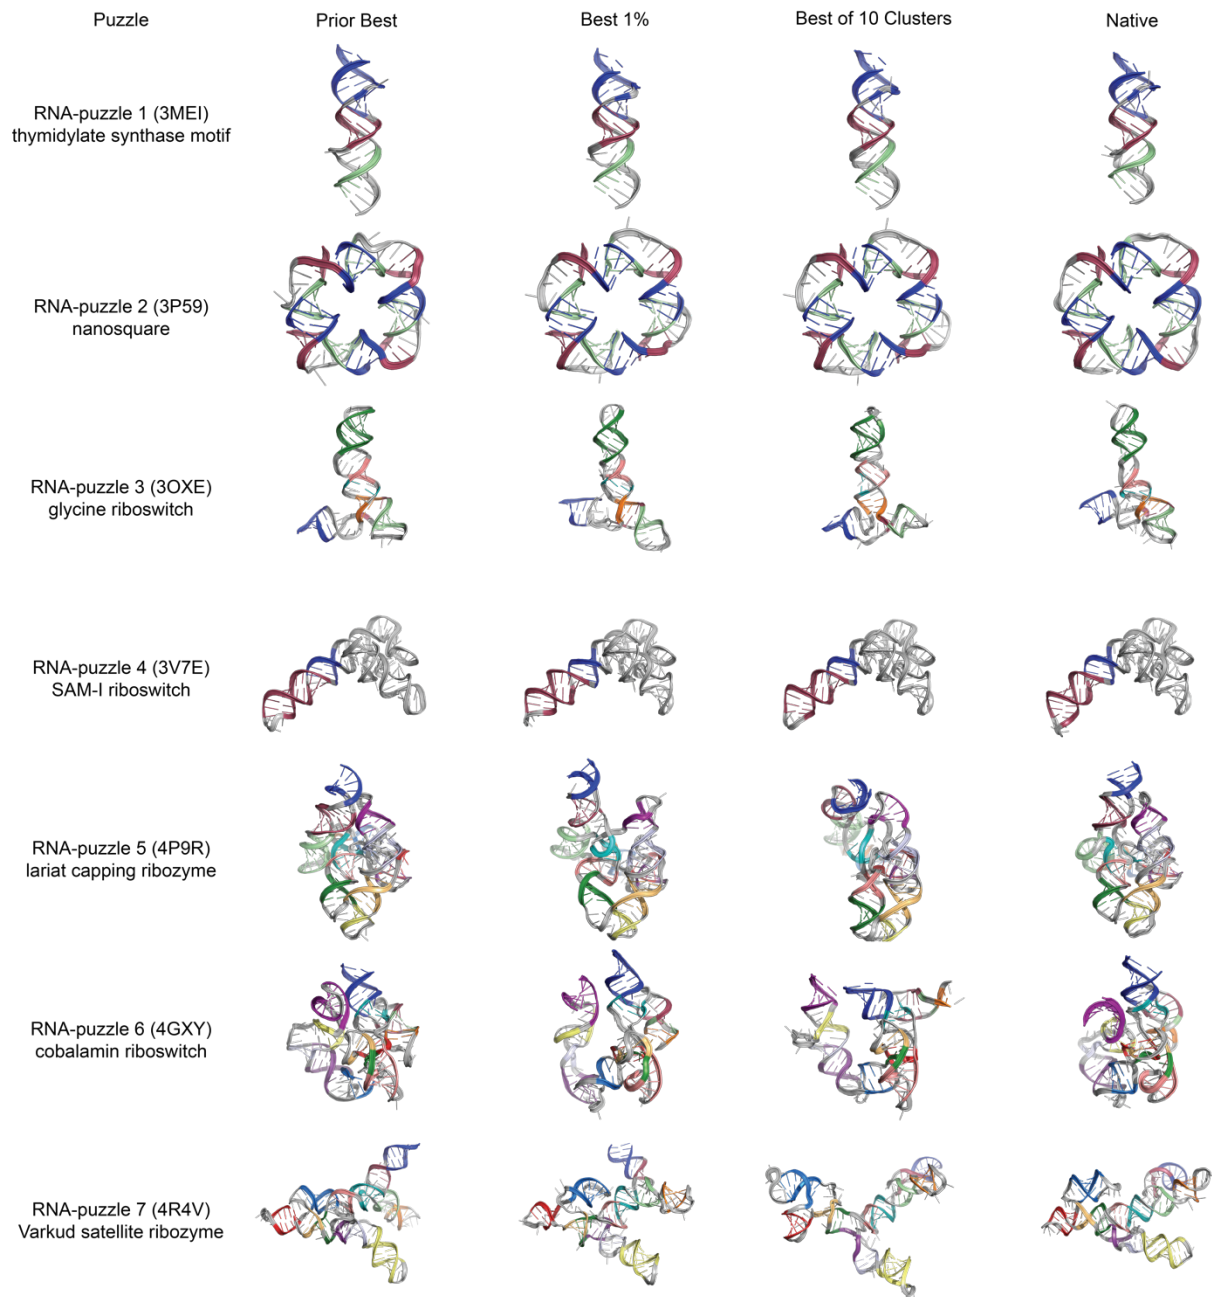 Puzzle Prior Best Best 1% Best of 10 Clusters Native
RNA-puzzle 1 (3MEI)
thymidylate synthase motif
RNA-puzzle 2 (3P59)
nanosquare
RNA-puzzle 3 (3OXE)
glycine riboswitch
RNA-puzzle 4 (3V7E)
SAM-I riboswitch
RNA-puzzle 5 (4P9R)
lariat capping ribozyme
RNA-puzzle 6 (4GXY)
cobalamin riboswitch
RNA-puzzle 7 (4R4V)
Varkud satellite ribozyme